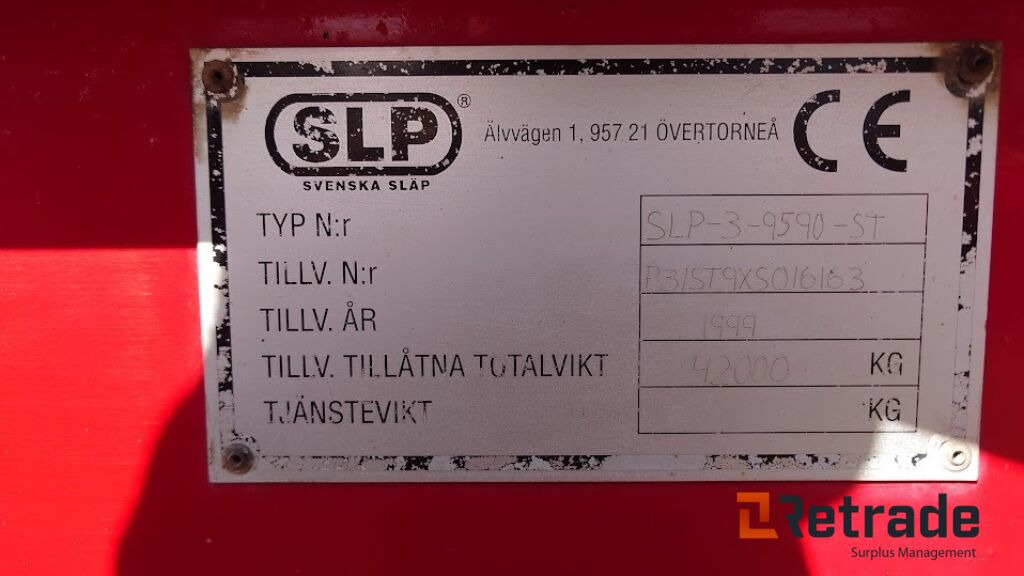 SLP®
SVENSKA SLÄP
Älvvägen 1, 957 21 ÖVERTORNEÅ
CE
TYP N:r SLP-3-9590-ST
TILLV. N:r P31ST9XS016163
TILLV. ÅR 1999
TILLV. TILLÅTNA TOTALVIKT 42000 KG
TJÄNSTEVIKT KG
Retrade
Surplus Management